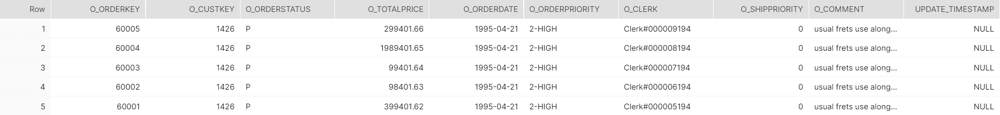 Row O_ORDERKEY O_CUSTKEY O_ORDERSTATUS O_TOTALPRICE O_ORDERDATE O_ORDERPRIORITY O_CLERK O_SHIPPRIORITY O_COMMENT UPDATE_TIMESTAMP
1 60005 1426 P 299401.66 1995-04-21 2-HIGH Clerk#000009194 0 usual frets use along... NULL
2 60004 1426 P 1989401.65 1995-04-21 2-HIGH Clerk#000008194 0 usual frets use along... NULL
3 60003 1426 P 99401.64 1995-04-21 2-HIGH Clerk#000007194 0 usual frets use along... NULL
4 60002 1426 P 98401.63 1995-04-21 2-HIGH Clerk#000006194 0 usual frets use along... NULL
5 60001 1426 P 399401.62 1995-04-21 2-HIGH Clerk#000005194 0 usual frets use along... NULL